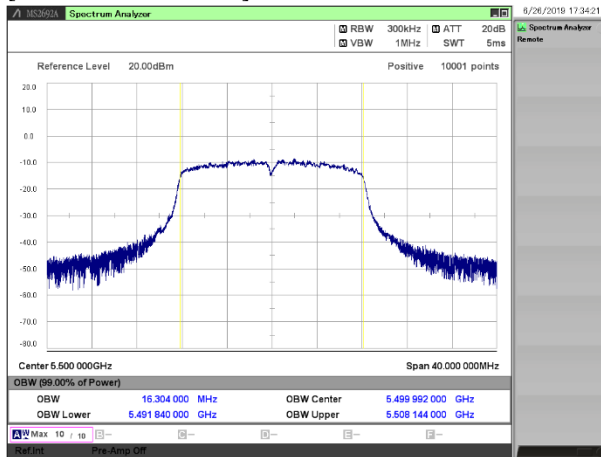 6/26/2019 17:34:21
MS2692A Spectrum Analyzer
Spectrum Analyzer
Remote
RBW 300kHz ATT 20dB
VBW 1MHz SWT 5ms
Reference Level 20.00dBm Positive 10001 points
20.0
10.0
0.0
-10.0
-20.0
-30.0
-40.0
-50.0
-60.0
-70.0
-80.0
Center 5.500 000GHz Span 40.000 000MHz
OBW (99.00% of Power)
OBW 16.304 000 MHz OBW Center 5.499 992 000 GHz
OBW Lower 5.491 840 000 GHz OBW Upper 5.508 144 000 GHz
A W Max 10 / 10 B— C— D— E— F—
Ref.Int Pre-Amp Off